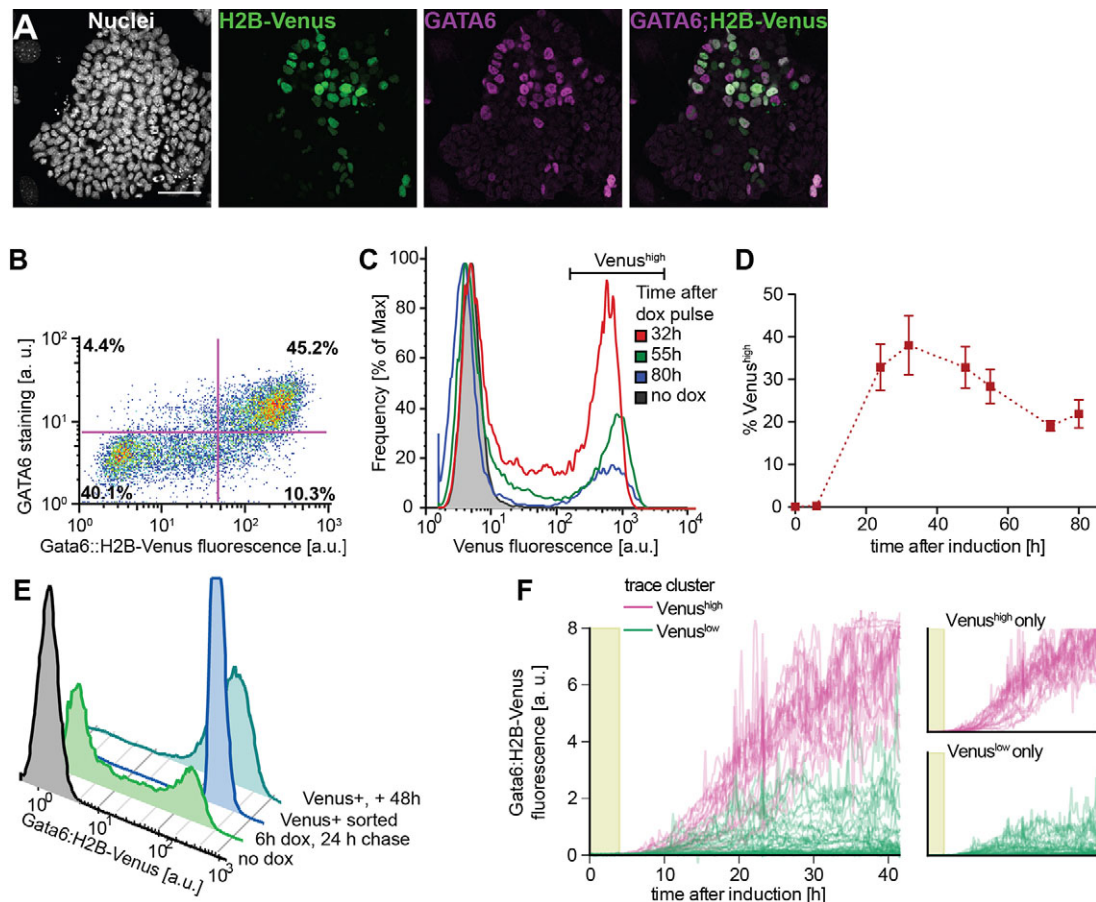 A
Nuclei
H2B-Venus
GATA6
GATA6;H2B-Venus
B
4.4%
45.2%
40.1%
10.3%
GATA6 staining [a. u.]
10² 10¹ 10⁰
10⁰ 10¹ 10² 10³
Gata6::H2B-Venus fluorescence [a.u.]
C
Venushigh
Time after
dox pulse
32h
55h
80h
no dox
Frequency [% of Max]
100 80 60 40 20 0
10⁰ 10¹ 10² 10³ 10⁴
Venus fluorescence [a.u.]
D
% Venushigh
50 40 30 20 10 0
0 20 40 60 80
time after induction [h]
E
Venus+, + 48h
Venus+ sorted
6h dox, 24 h chase
no dox
10⁰ 10 10² 10³
Gata6:H2B-Venus [a.u.]
F
trace cluster
Venushigh
Venuslow
Gata6:H2B-Venus
fluorescence [a. u.]
8 6 4 2 0
0 10 20 30 40
time after induction [h]
Venushigh only
Venuslow only